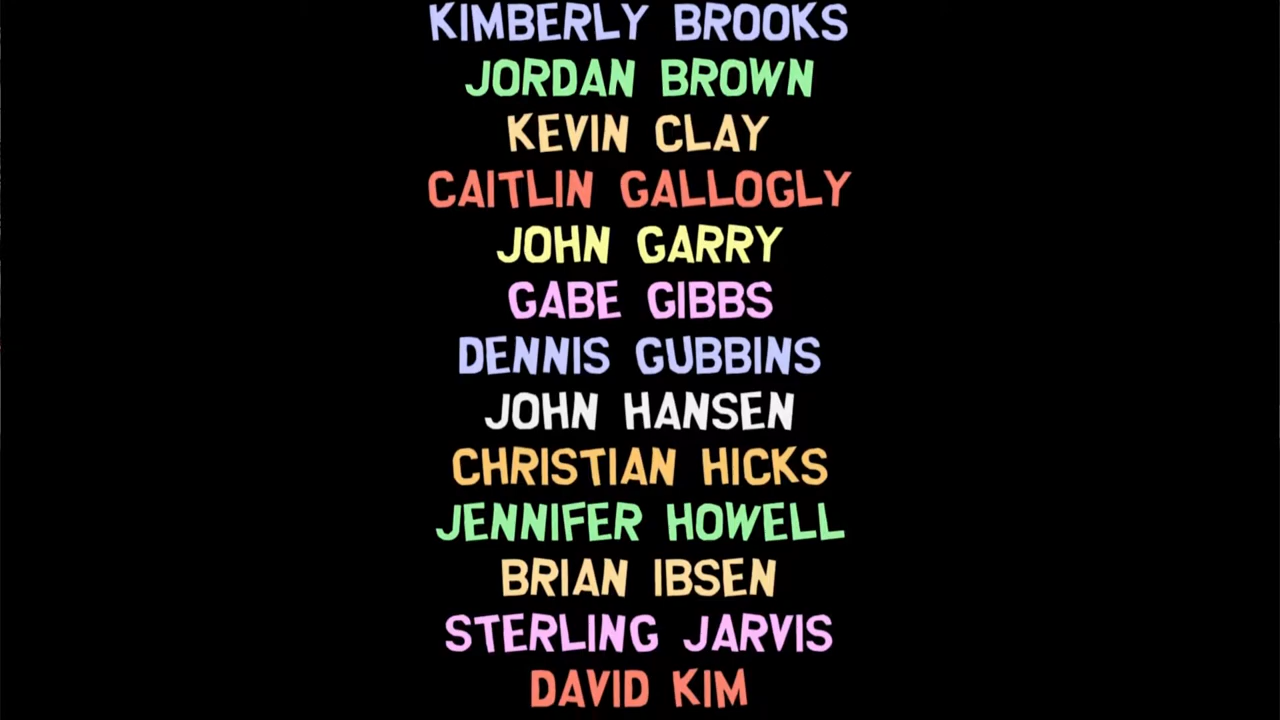 KIMBERLY BROOKS
JORDAN BROWN
KEVIN CLAY
CAITLIN GALLOGLY
JOHN GARRY
GABE GIBBS
DENNIS GUBBINS
JOHN HANSEN
CHRISTIAN HICKS
JENNIFER HOWELL
BRIAN IBSEN
STERLING JARVIS
DAVID KIM